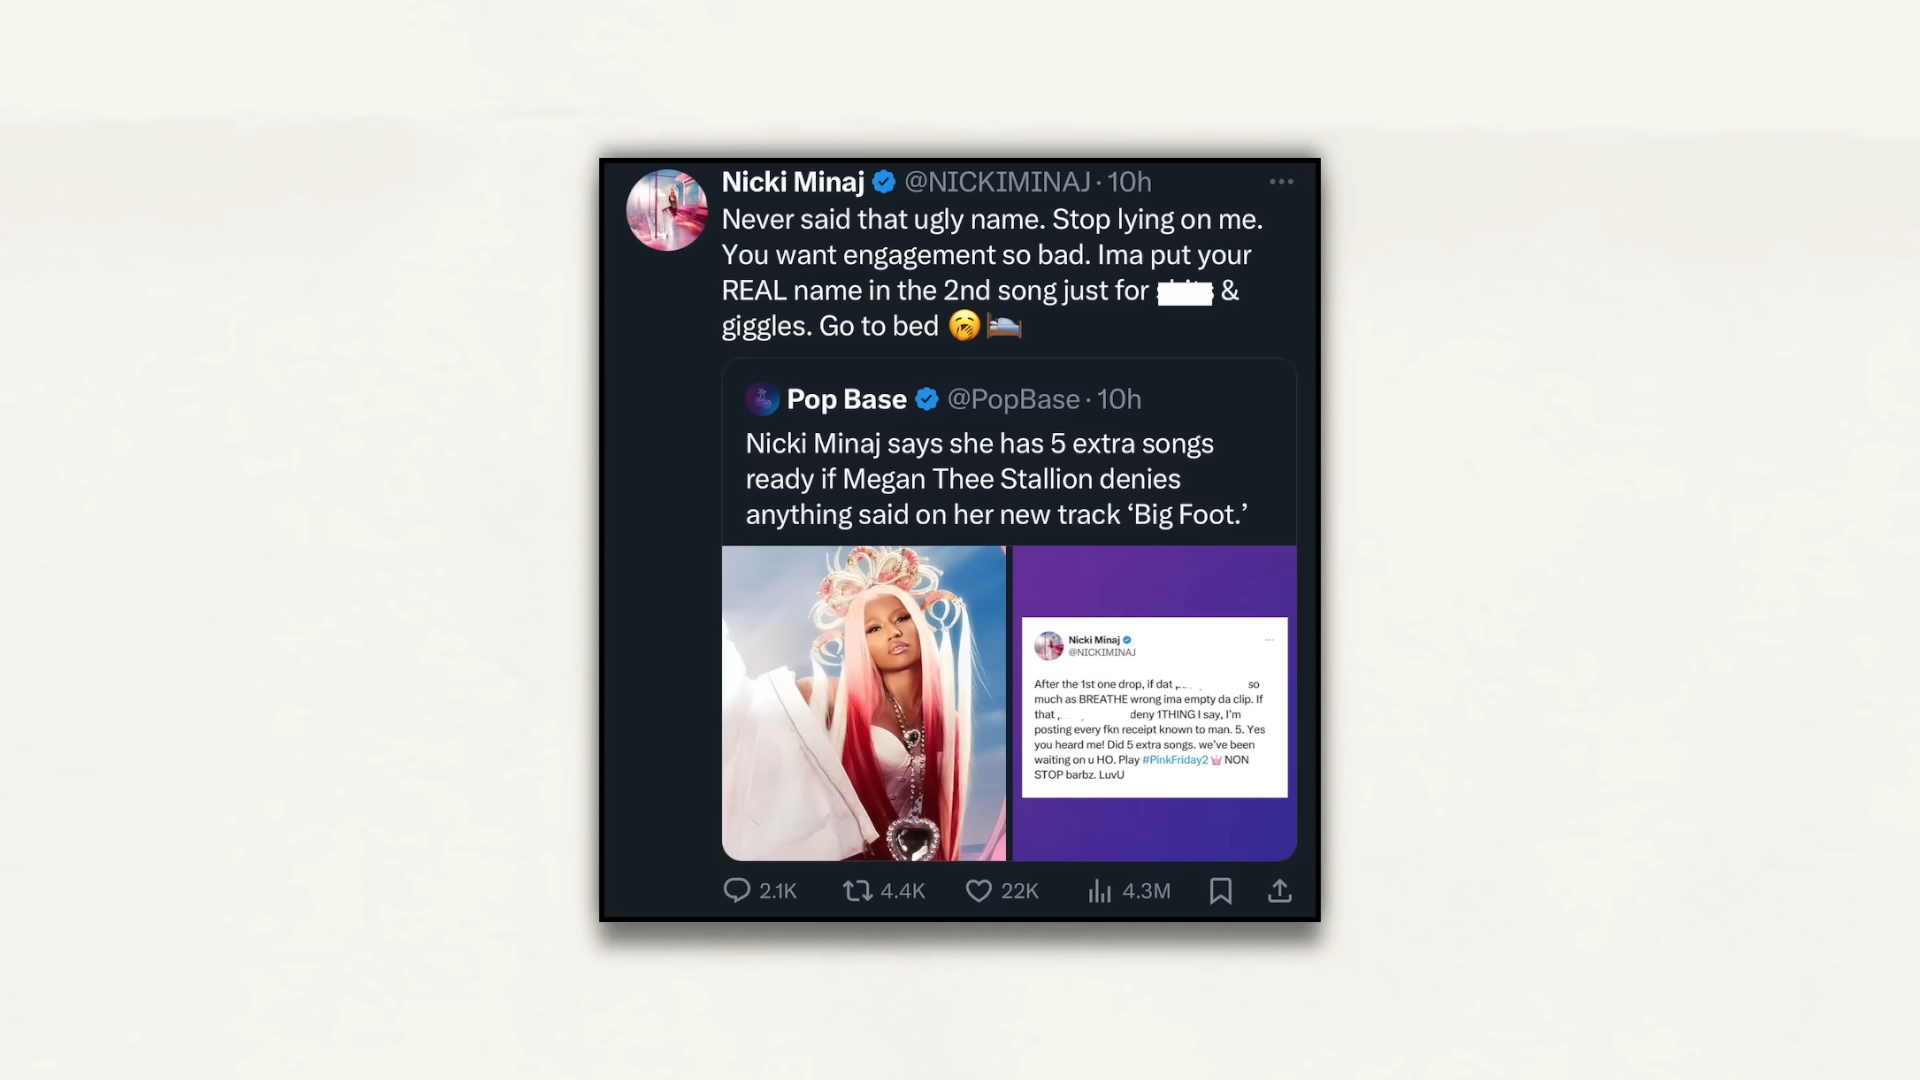 Nicki Minaj @NICKIMINAJ · 10h
Never said that ugly name. Stop lying on me.
You want engagement so bad. Ima put your
REAL name in the 2nd song just for &
giggles. Go to bed 🥱🛌
Pop Base @PopBase · 10h
Nicki Minaj says she has 5 extra songs
ready if Megan Thee Stallion denies
anything said on her new track ‘Big Foot.’
Nicki Minaj
@NICKIMINAJ
After the 1st one drop, if dat so
much as BREATHE wrong ima empty da clip. If
that deny 1THING I say, I’m
posting every fkn receipt known to man. 5. Yes
you heard me! Did 5 extra songs. we’ve been
waiting on u HO. Play #PinkFriday2 NON
STOP barbz. LuvU
2.1K 4.4K 22K 4.3M